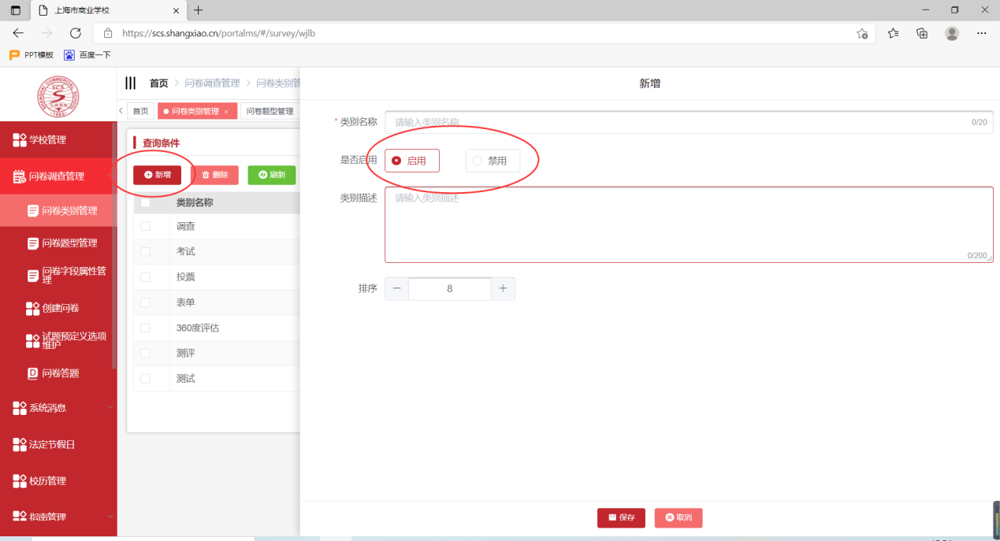 上海市商业学校
https://scs.shangxiao.cn/portalms/#/survey/wjlb
PPT模板 百度一下
SHANGHAI COMMERCIAL SCHOOL
SCS
首页 > 问卷调查管理 > 问卷类别管
首页 问卷类别管理 × 问卷题型管理
学校管理
问卷调查管理
问卷类别管理
问卷题型管理
问卷字段属性管
理
创建问卷
试题预定义选项
维护
问卷答题
系统消息
法定节假日
校历管理
指南管理
查询条件
新增 删除 刷新
类别名称
调查
考试
投票
表单
360度评估
测评
测试
新增
* 类别名称 请输入类别名称 0/20
是否启用 启用 禁用
类别描述 请输入类别描述
0/200
排序 8
保存 取消